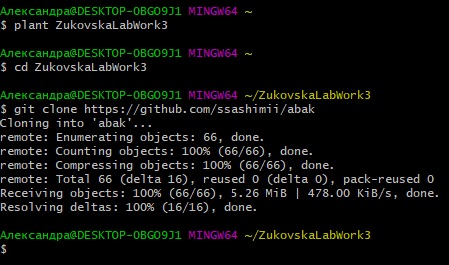 Александра@DESKTOP-OBGO9J1 MINGW64 ~
$ plant ZukovskaLabWork3
Александра@DESKTOP-OBGO9J1 MINGW64 ~
$ cd ZukovskaLabWork3
Александра@DESKTOP-OBGO9J1 MINGW64 ~/ZukovskaLabWork3
$ git clone https://github.com/ssashimii/abak
Cloning into 'abak'...
remote: Enumerating objects: 66, done.
remote: Counting objects: 100% (66/66), done.
remote: Compressing objects: 100% (66/66), done.
remote: Total 66 (delta 16), reused 0 (delta 0), pack-reused 0
Receiving objects: 100% (66/66), 5.26 MiB | 478.00 KiB/s, done.
Resolving deltas: 100% (16/16), done.
Александра@DESKTOP-OBGO9J1 MINGW64 ~/ZukovskaLabWork3
$